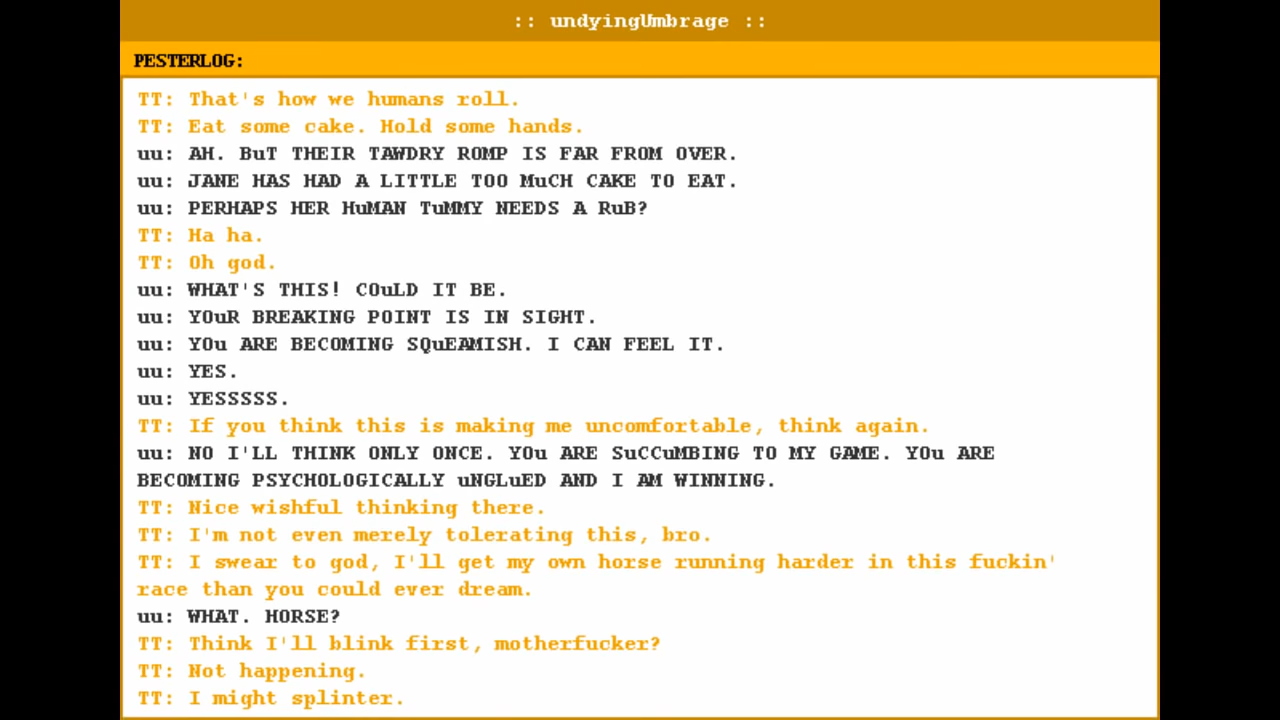 :: undyingUmbrage ::
PESTERLOG:
TT: That's how we humans roll.
TT: Eat some cake. Hold some hands.
uu: AH. BuT THEIR TAWDRY ROMP IS FAR FROM OVER.
uu: JANE HAS HAD A LITTLE TOO MuCH CAKE TO EAT.
uu: PERHAPS HER HuMAN TuMMY NEEDS A RuB?
TT: Ha ha.
TT: Oh god.
uu: WHAT'S THIS! COuLD IT BE.
uu: YOuR BREAKING POINT IS IN SIGHT.
uu: YOu ARE BECOMING SQuEAMISH. I CAN FEEL IT.
uu: YES.
uu: YESSSSS.
TT: If you think this is making me uncomfortable, think again.
uu: NO I'LL THINK ONLY ONCE. YOu ARE SuCCuMBING TO MY GAME. YOu ARE
BECOMING PSYCHOLOGICALLY uNGLuED AND I AM WINNING.
TT: Nice wishful thinking there.
TT: I'm not even merely tolerating this, bro.
TT: I swear to god, I'll get my own horse running harder in this fuckin'
race than you could ever dream.
uu: WHAT. HORSE?
TT: Think I'll blink first, motherfucker?
TT: Not happening.
TT: I might splinter.